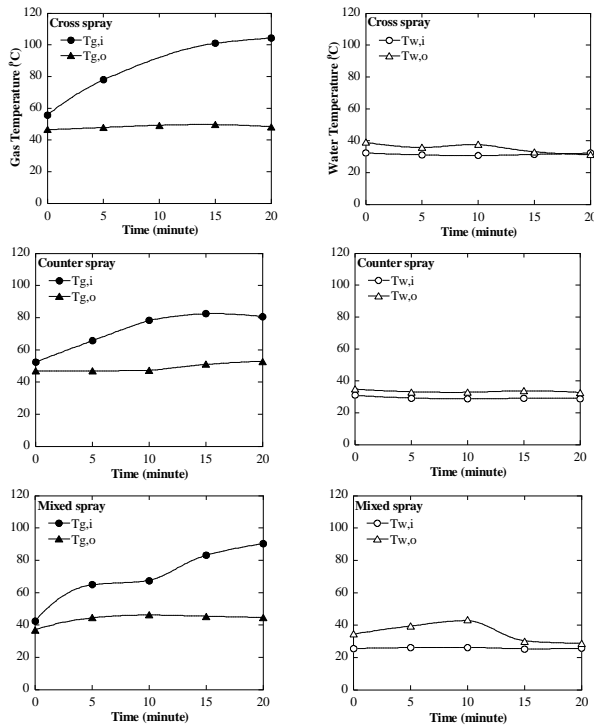 Cross spray
Tg,i
Tg,o
Gas Temperature (⁰C)
120
100
80
60
40
20
0
0 5 10 15 20
Time (minute)
Cross spray
Tw,i
Tw,o
Water Temperature (⁰C)
120
100
80
60
40
20
0
0 5 10 15 20
Time (minute)
Counter spray
Tg,i
Tg,o
120
100
80
60
40
20
0
0 5 10 15 20
Time (minute)
Counter spray
Tw,i
Tw,o
120
100
80
60
40
20
0
0 5 10 15 20
Time (minute)
Mixed spray
Tg,i
Tg,o
120
100
80
60
40
20
0
0 5 10 15 20
Time (minute)
Mixed spray
Tw,i
Tw,o
120
100
80
60
40
20
0
0 5 10 15 20
Time (minute)